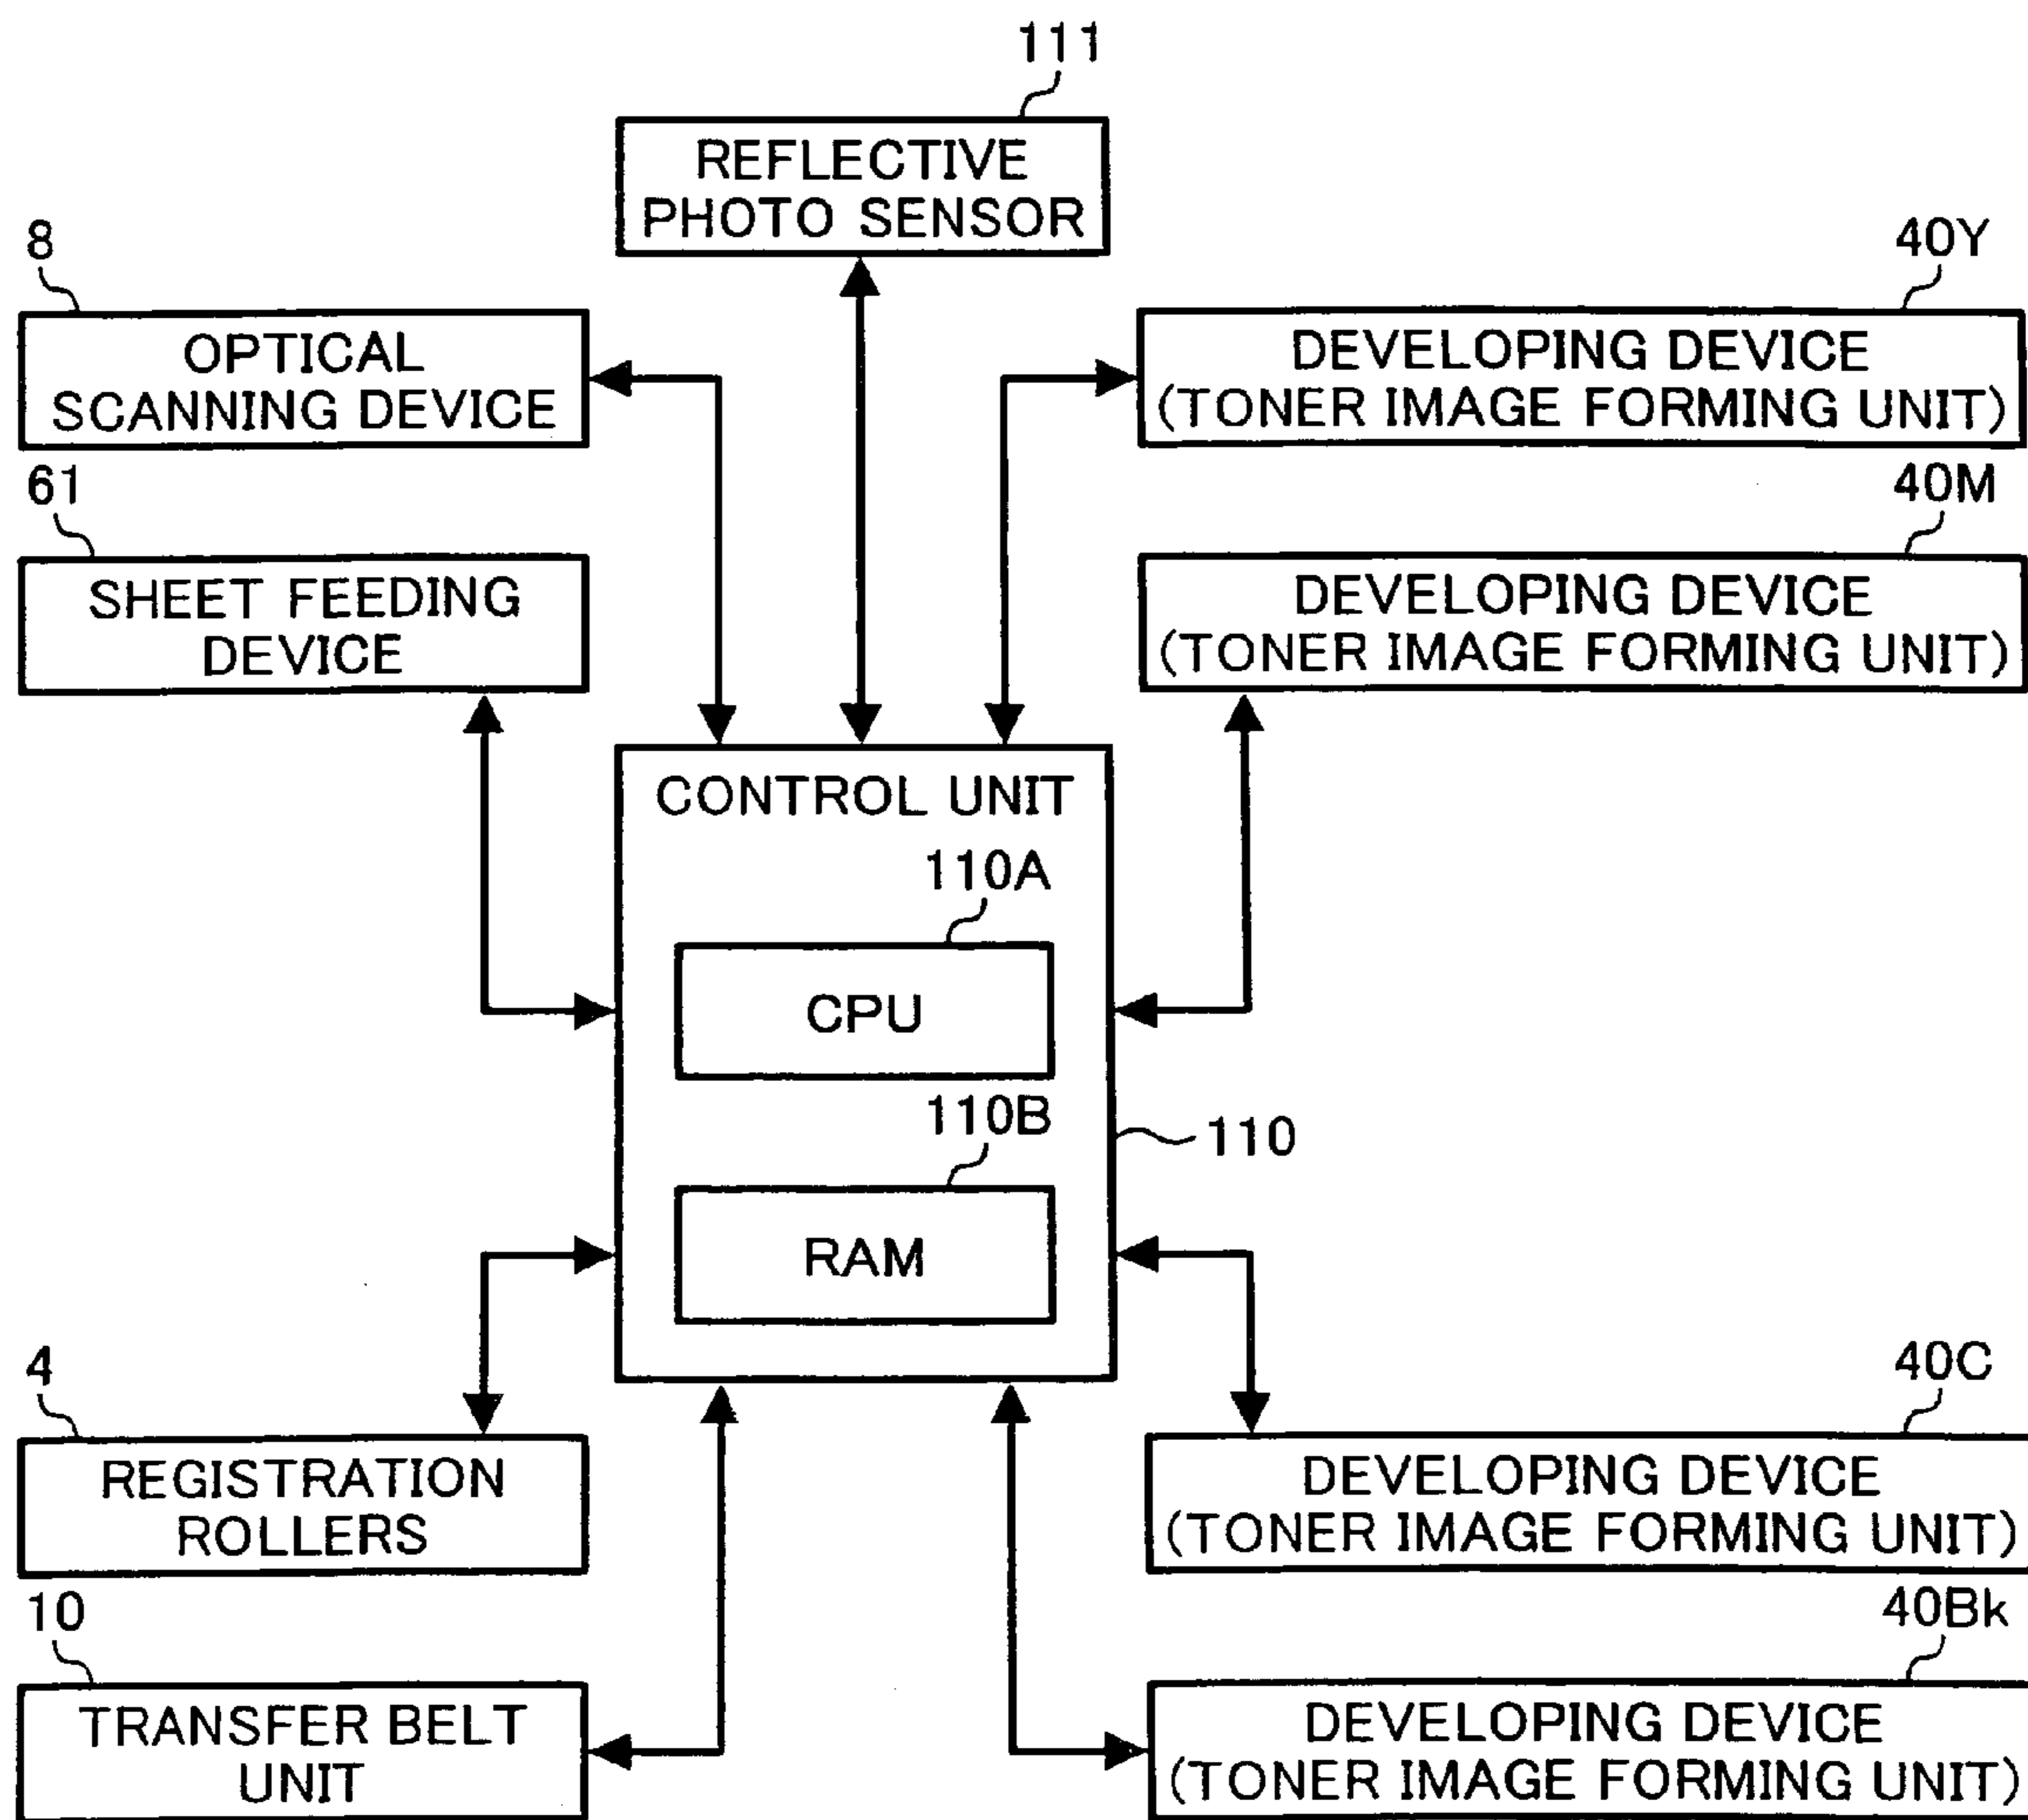 111
REFLECTIVE
PHOTO SENSOR
8
OPTICAL
SCANNING DEVICE
40Y
DEVELOPING DEVICE
(TONER IMAGE FORMING UNIT)
61
SHEET FEEDING
DEVICE
40M
DEVELOPING DEVICE
(TONER IMAGE FORMING UNIT)
CONTROL UNIT
110A
CPU
110B
110
RAM
4
REGISTRATION
ROLLERS
40C
DEVELOPING DEVICE
(TONER IMAGE FORMING UNIT)
10
TRANSFER BELT
UNIT
40Bk
DEVELOPING DEVICE
(TONER IMAGE FORMING UNIT)